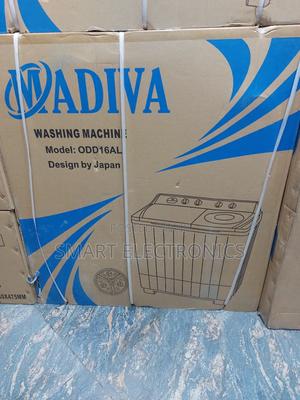 MADIVA
WASHING MACHINE
Model: ODD16AL
Design by Japan
SMART ELECTRONICS